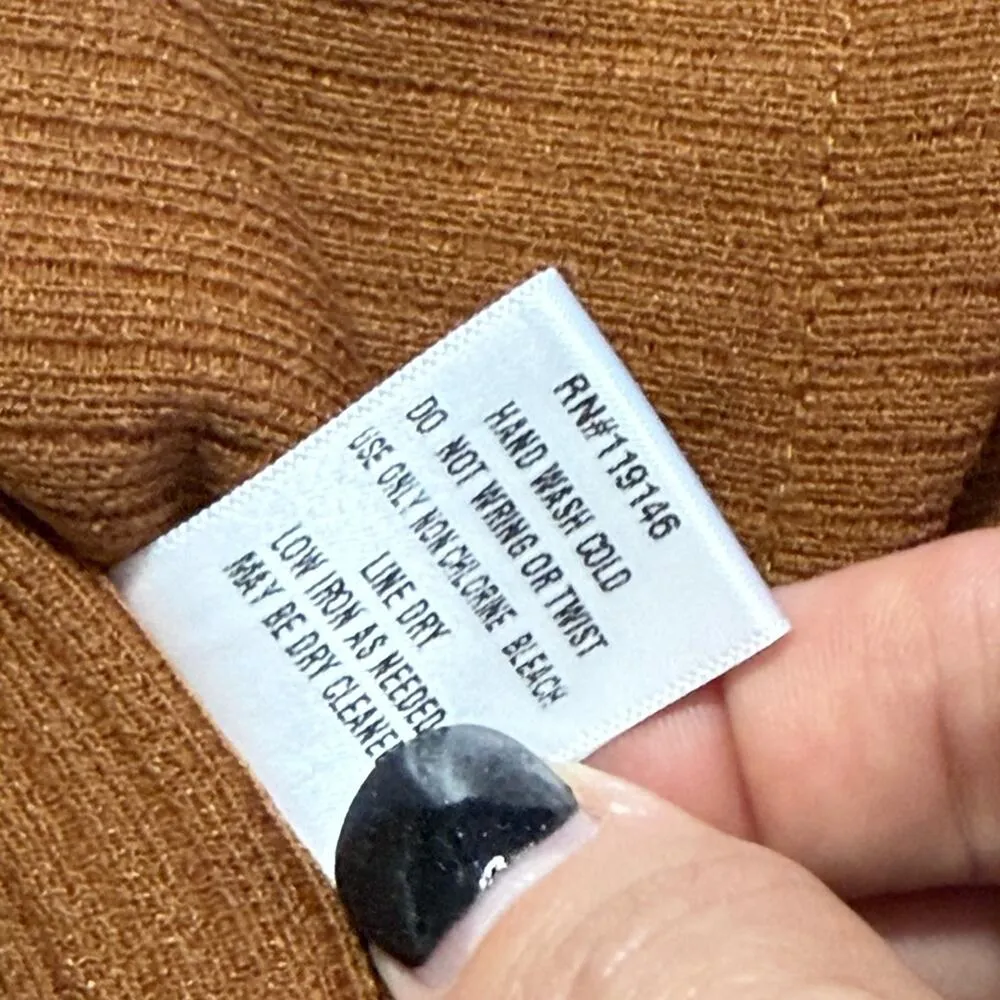 RN#119146
HAND WASH COLD
DO NOT WRING OR TWIST
USE ONLY NON CHLORINE BLEACH
LINE DRY
LOW IRON AS NEEDED
MAY BE DRY CLEANED